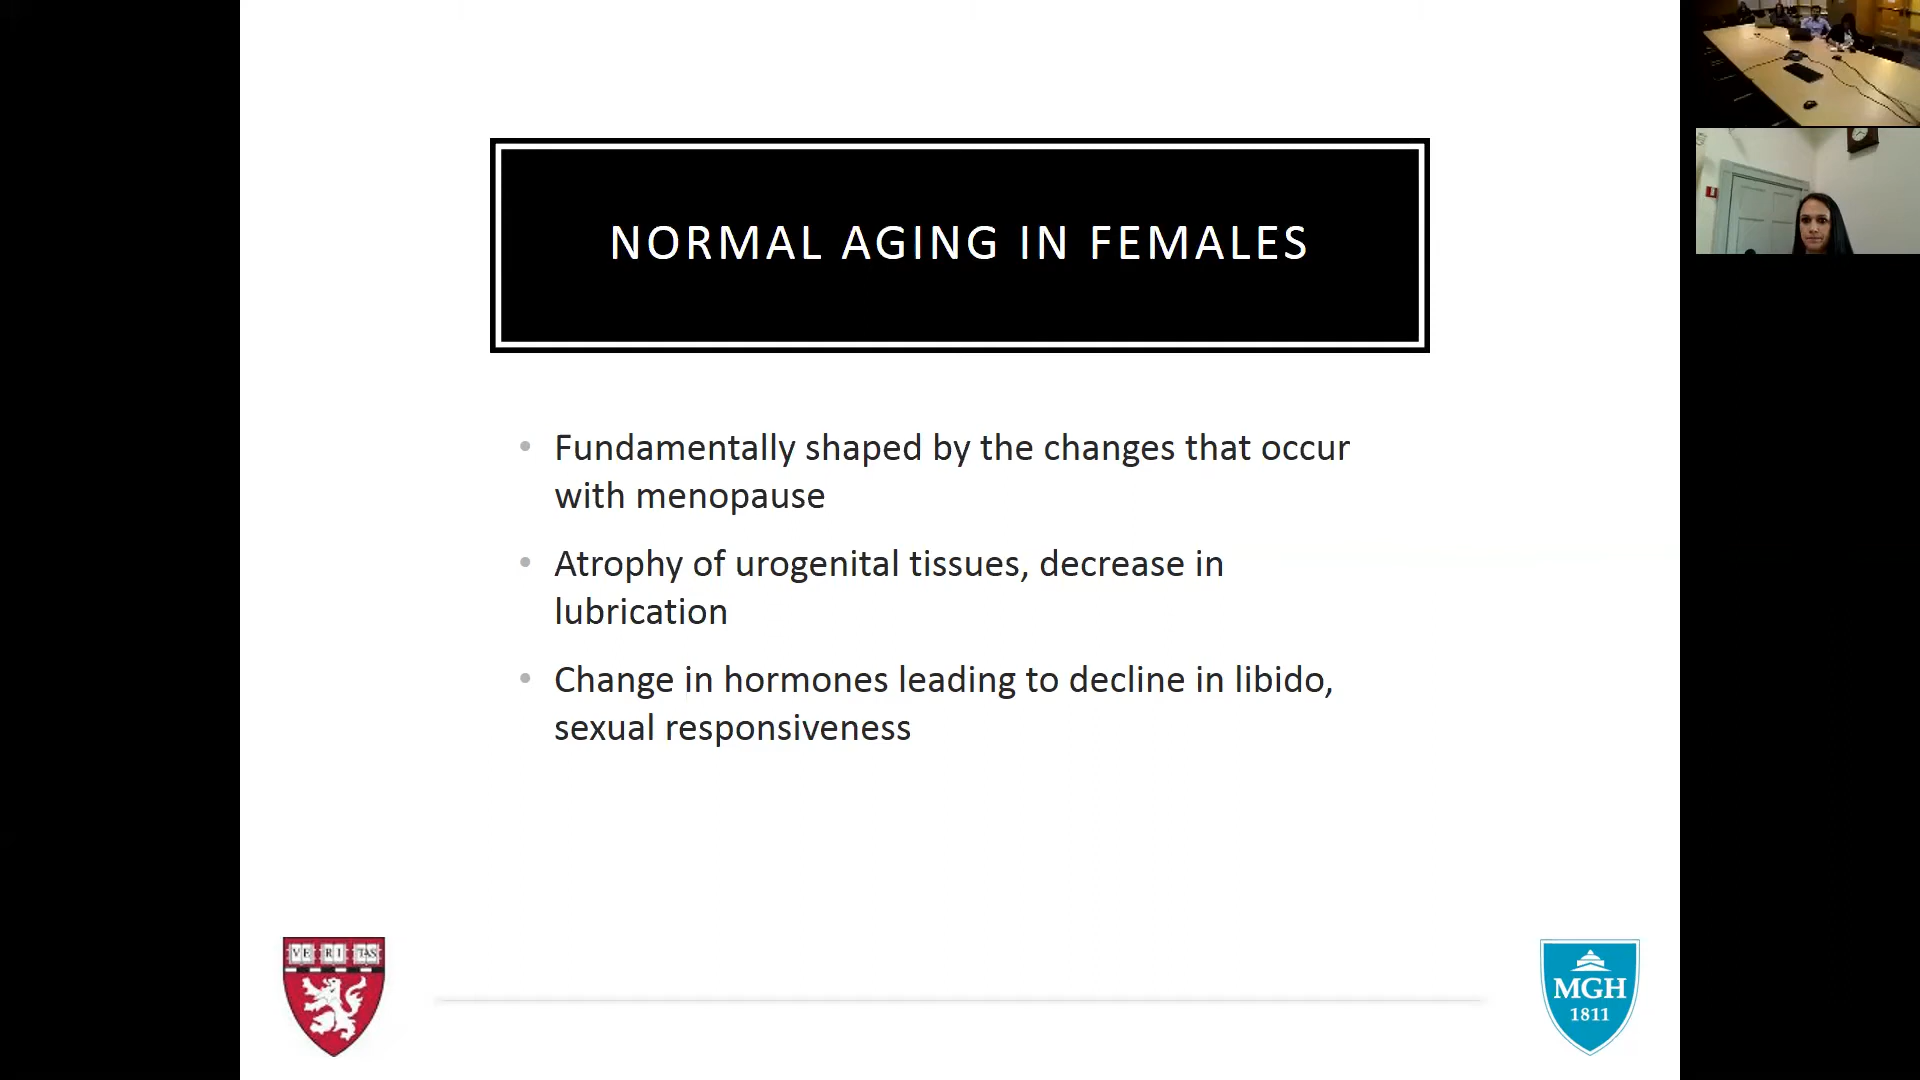 NORMAL AGING IN FEMALES
• Fundamentally shaped by the changes that occur
with menopause
• Atrophy of urogenital tissues, decrease in
lubrication
• Change in hormones leading to decline in libido,
sexual responsiveness
VE RI TAS
MGH
1811